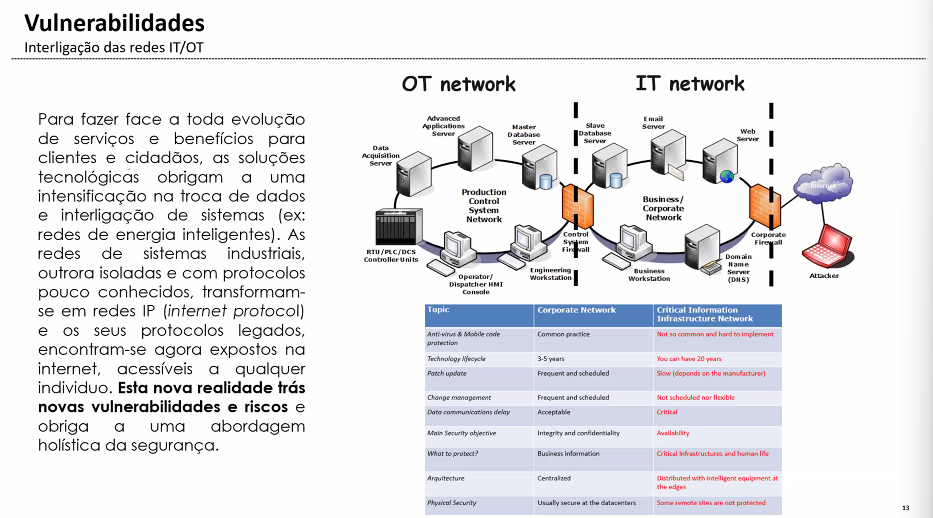 Vulnerabilidades
Interligação das redes IT/OT
Para fazer face a toda evolução
de serviços e benefícios para
clientes e cidadãos, as soluções
tecnológicas obrigam a uma
intensificação na troca de dados
e interligação de sistemas (ex:
redes de energia inteligentes). As
redes de sistemas industriais,
outrora isoladas e com protocolos
pouco conhecidos, transformam-
se em redes IP (internet protocol)
e os seus protocolos legados,
encontram-se agora expostos na
internet, acessíveis a qualquer
individuo. Esta nova realidade trás
novas vulnerabilidades e riscos e
obriga a uma abordagem
holística da segurança.
OT network
IT network
Advanced
Applications
Server
Master
Database
Server
Data
Acquisition
Server
Production
Control
System
Network
RTU/PLC/DCS
Controller Units
Operator/
Dispatcher HMI
Console
Engineering
Workstation
Control
System
Firewall
Slave
Database
Server
Email
Server
Web
Server
Business/
Corporate
Network
Business
Workstation
Domain
Name
Server
(DNS)
Corporate
Firewall
Internet
Attacker
Topic Corporate Network Critical Information
Infrastructure Network
Anti-virus & Mobile code
protection Common practice Not so common and hard to implement
Technology lifecycle 3-5 years You can have 20 years
Patch update Frequent and scheduled Slow (depends on the manufacturer)
Change management Frequent and scheduled Not scheduled nor flexible
Data communications delay Acceptable Critical
Main Security objective Integrity and confidentiality Availability
What to protect? Business information Critical Infrastructures and human life
Arquitecture Centralized Distributed with intelligent equipment at
the edges
Physical Security Usually secure at the datacenters Some remote sites are not protected
13